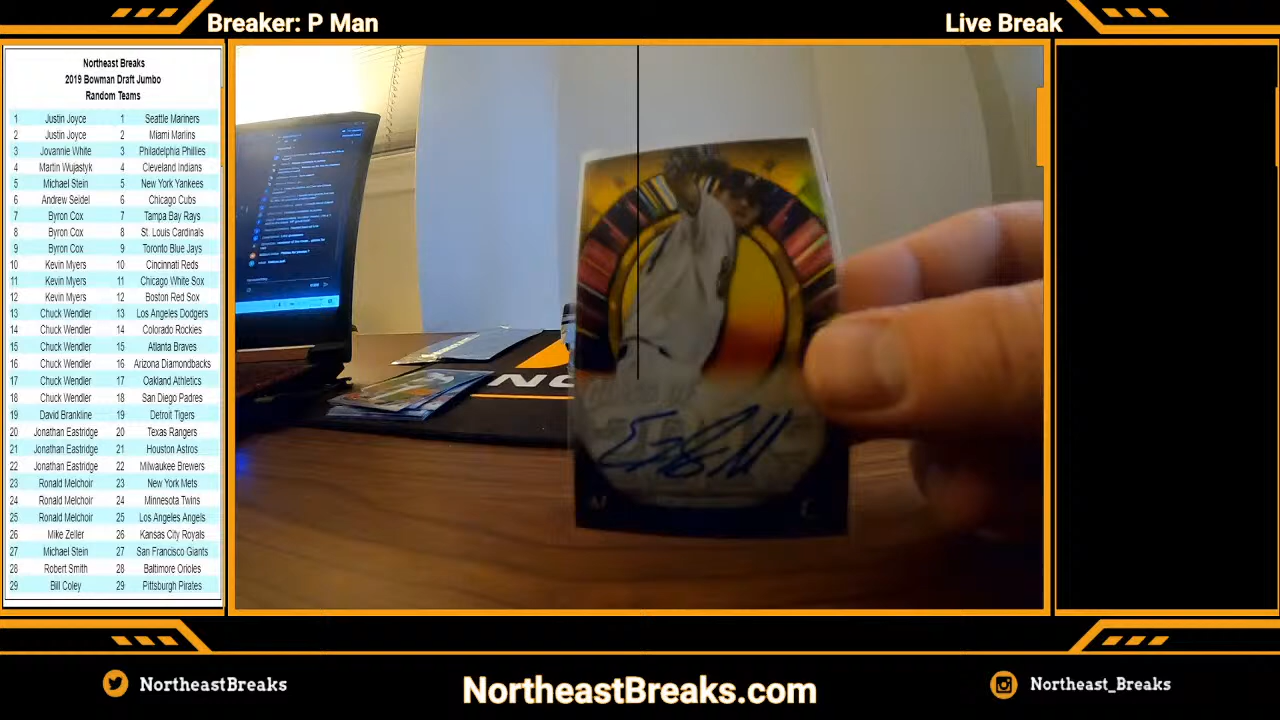 Breaker: P Man
Live Break
Northeast Breaks
2019 Bowman Draft Jumbo
Random Teams
1 Justin Joyce 1 Seattle Mariners
2 Justin Joyce 2 Miami Marlins
3 Jovannie White 3 Philadelphia Phillies
4 Martin Wujastyk 4 Cleveland Indians
5 Michael Stein 5 New York Yankees
6 Andrew Seidel 6 Chicago Cubs
7 Byron Cox 7 Tampa Bay Rays
8 Byron Cox 8 St. Louis Cardinals
9 Byron Cox 9 Toronto Blue Jays
10 Kevin Myers 10 Cincinnati Reds
11 Kevin Myers 11 Chicago White Sox
12 Kevin Myers 12 Boston Red Sox
13 Chuck Wendler 13 Los Angeles Dodgers
14 Chuck Wendler 14 Colorado Rockies
15 Chuck Wendler 15 Atlanta Braves
16 Chuck Wendler 16 Arizona Diamondbacks
17 Chuck Wendler 17 Oakland Athletics
18 Chuck Wendler 18 San Diego Padres
19 David Brankline 19 Detroit Tigers
20 Jonathan Eastridge 20 Texas Rangers
21 Jonathan Eastridge 21 Houston Astros
22 Jonathan Eastridge 22 Milwaukee Brewers
23 Ronald Melchoir 23 New York Mets
24 Ronald Melchoir 24 Minnesota Twins
25 Ronald Melchoir 25 Los Angeles Angels
26 Mike Zeller 26 Kansas City Royals
27 Michael Stein 27 San Francisco Giants
28 Robert Smith 28 Baltimore Orioles
29 Bill Coley 29 Pittsburgh Pirates
NO
NortheastBreaks
NortheastBreaks.com
Northeast_Breaks